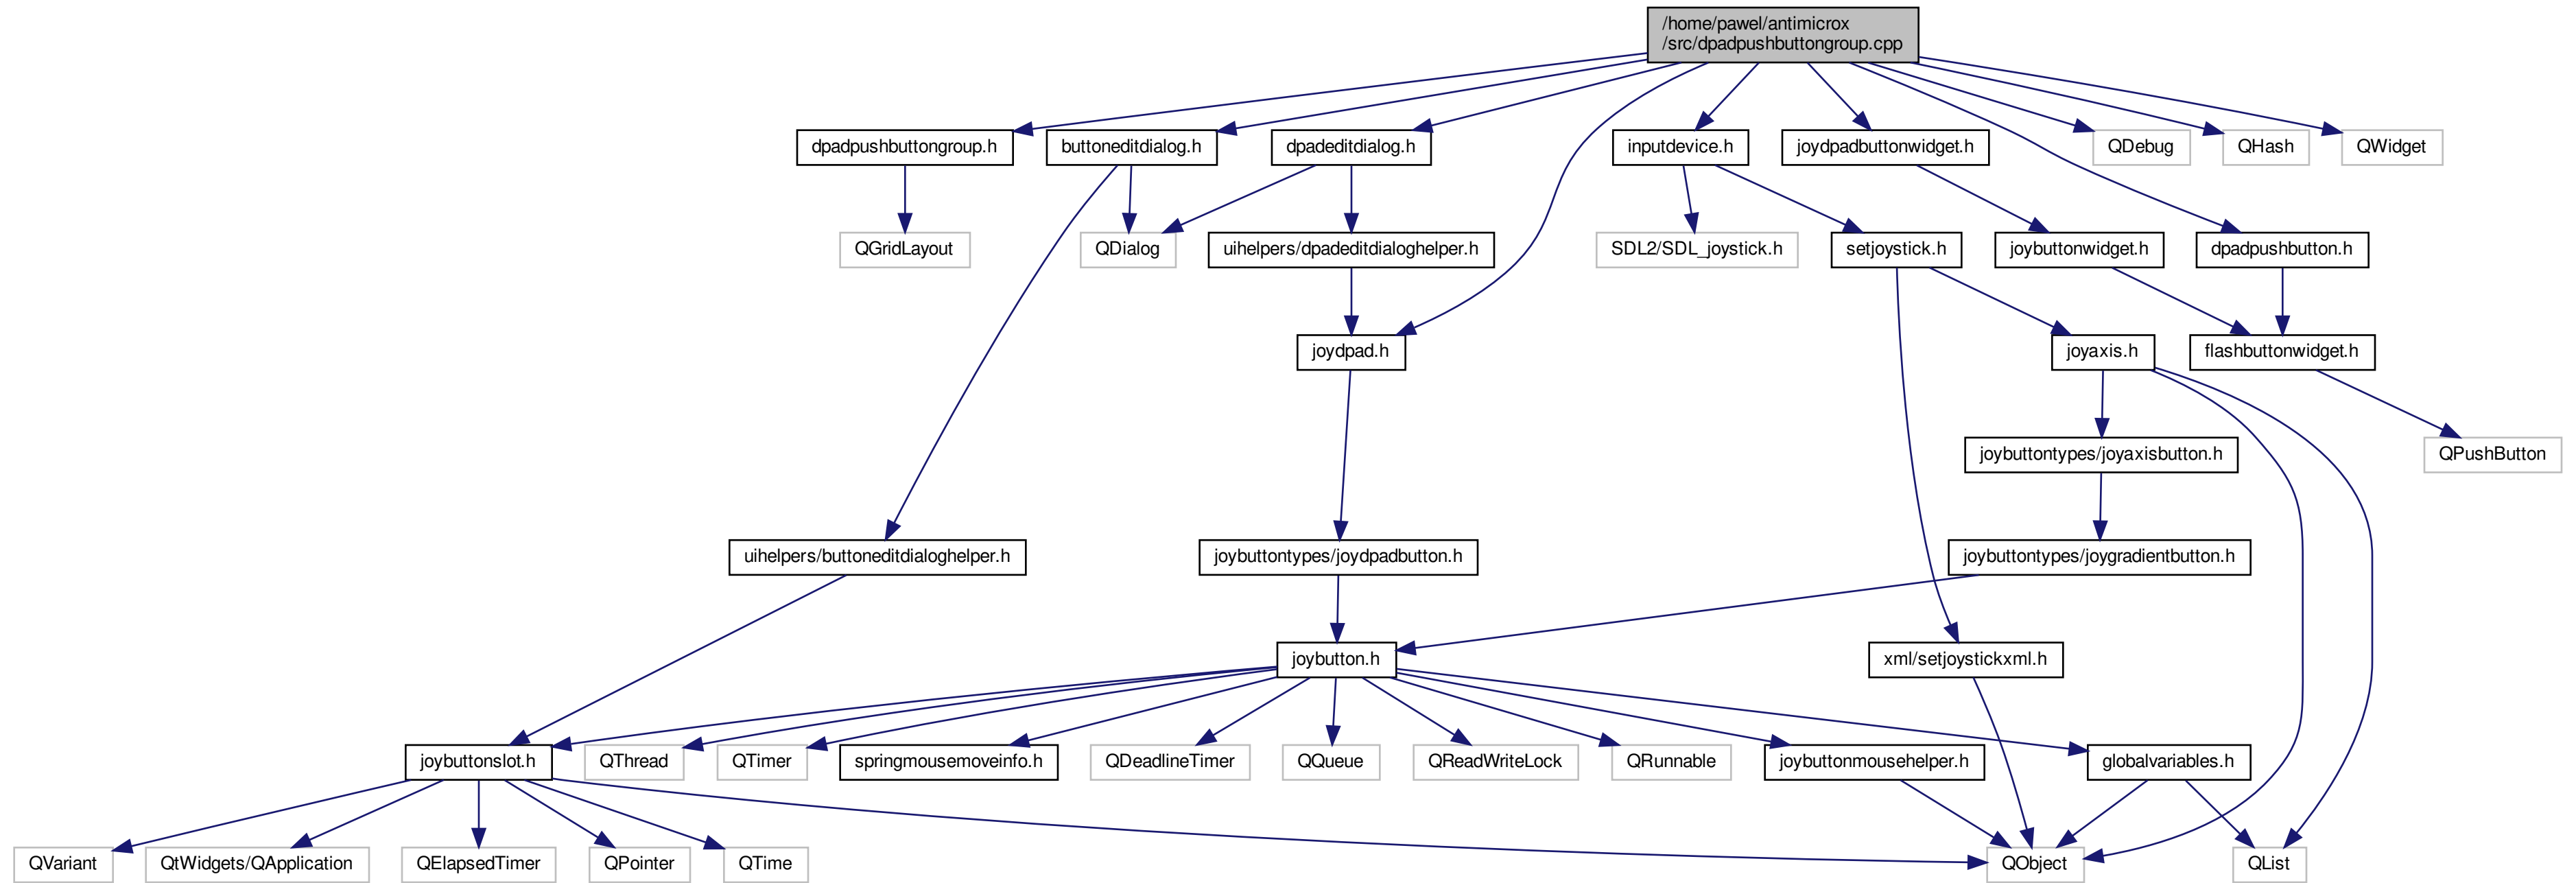 /home/pawel/antimicrox
/src/dpadpushbuttongroup.cpp
dpadpushbuttongroup.h
buttoneditdialog.h
dpadeditdialog.h
inputdevice.h
joydpadbuttonwidget.h
QDebug
QHash
QWidget
QGridLayout
QDialog
uihelpers/dpadeditdialoghelper.h
SDL2/SDL_joystick.h
setjoystick.h
joybuttonwidget.h
dpadpushbutton.h
joydpad.h
joyaxis.h
flashbuttonwidget.h
joybuttontypes/joyaxisbutton.h
QPushButton
uihelpers/buttoneditdialoghelper.h
joybuttontypes/joydpadbutton.h
joybuttontypes/joygradientbutton.h
joybutton.h
xml/setjoystickxml.h
joybuttonslot.h
QThread
QTimer
springmousemoveinfo.h
QDeadlineTimer
QQueue
QReadWriteLock
QRunnable
joybuttonmousehelper.h
globalvariables.h
QVariant
QtWidgets/QApplication
QElapsedTimer
QPointer
QTime
QObject
QList